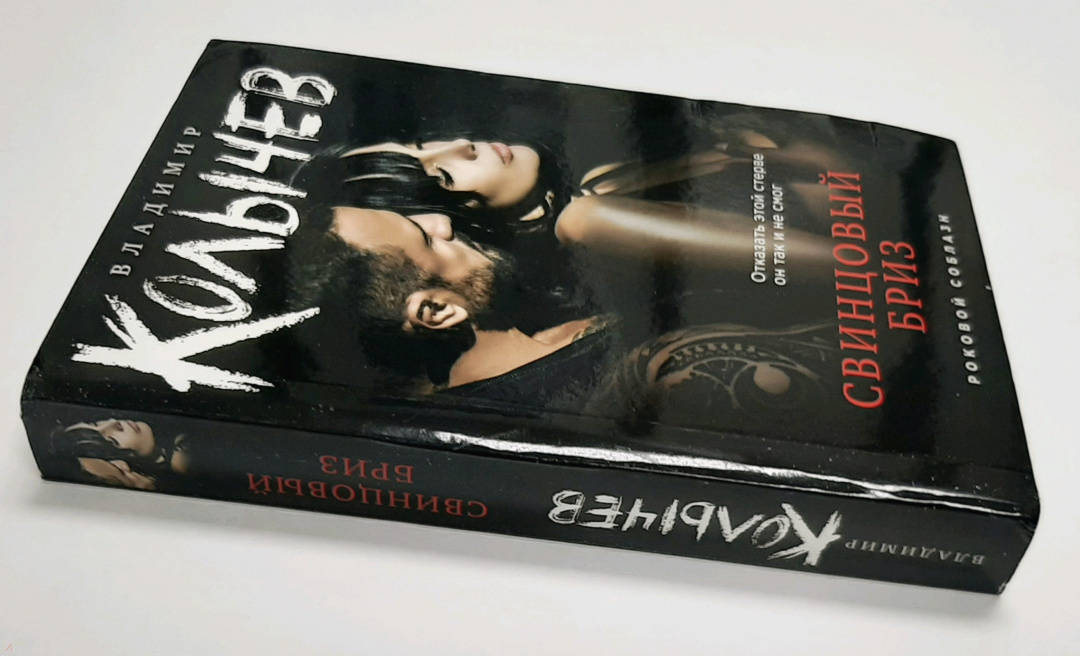 ВЛАДИМИР
КОЛЫЧЕВ
Отказать этой стерве
он так и не смог
СВИНЦОВЫЙ
БРИЗ
РОКОВОЙ СОБЛАЗН
ВЛАДИМИР
КОЛЫЧЕВ
СВИНЦОВЫЙ
БРИЗ